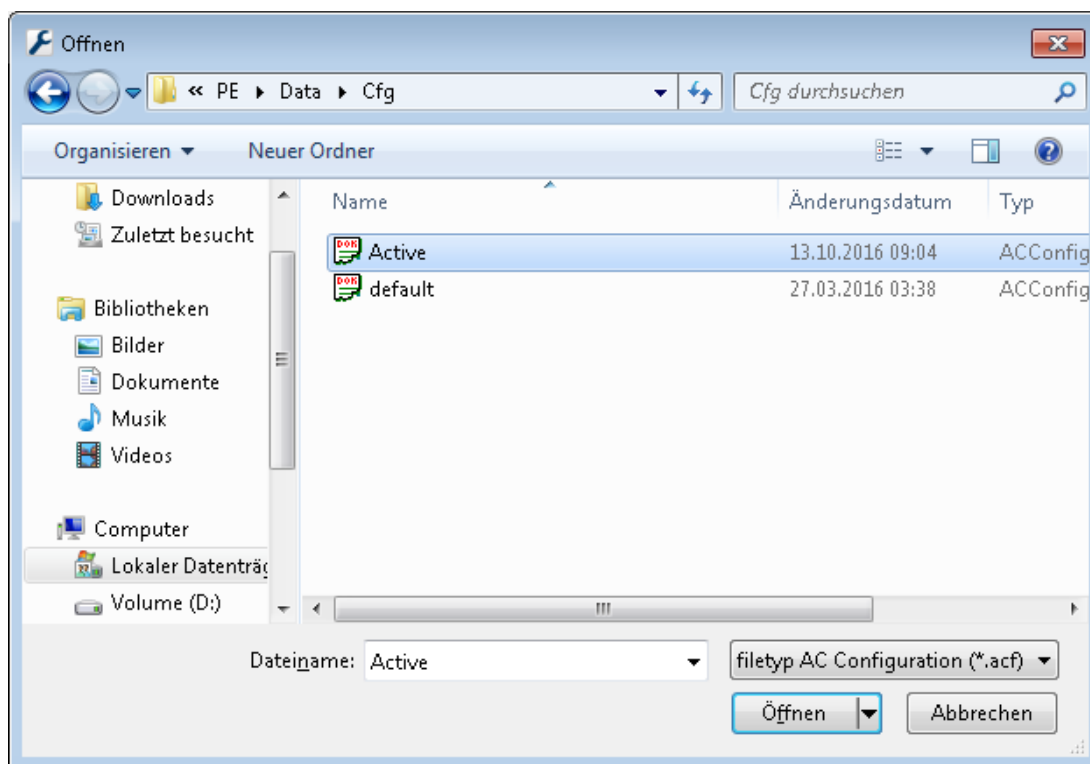 Öffnen
« PE ▸ Data ▸ Cfg
Cfg durchsuchen
Organisieren
Neuer Ordner
Downloads
Zuletzt besucht
Bibliotheken
Bilder
Dokumente
Musik
Videos
Computer
Lokaler Datenträg
Volume (D:)
Name Änderungsdatum Typ
DOK Active 13.10.2016 09:04 ACConfig
DOK default 27.03.2016 03:38 ACConfig
Dateiname: Active
filetyp AC Configuration (*.acf)
Öffnen
Abbrechen